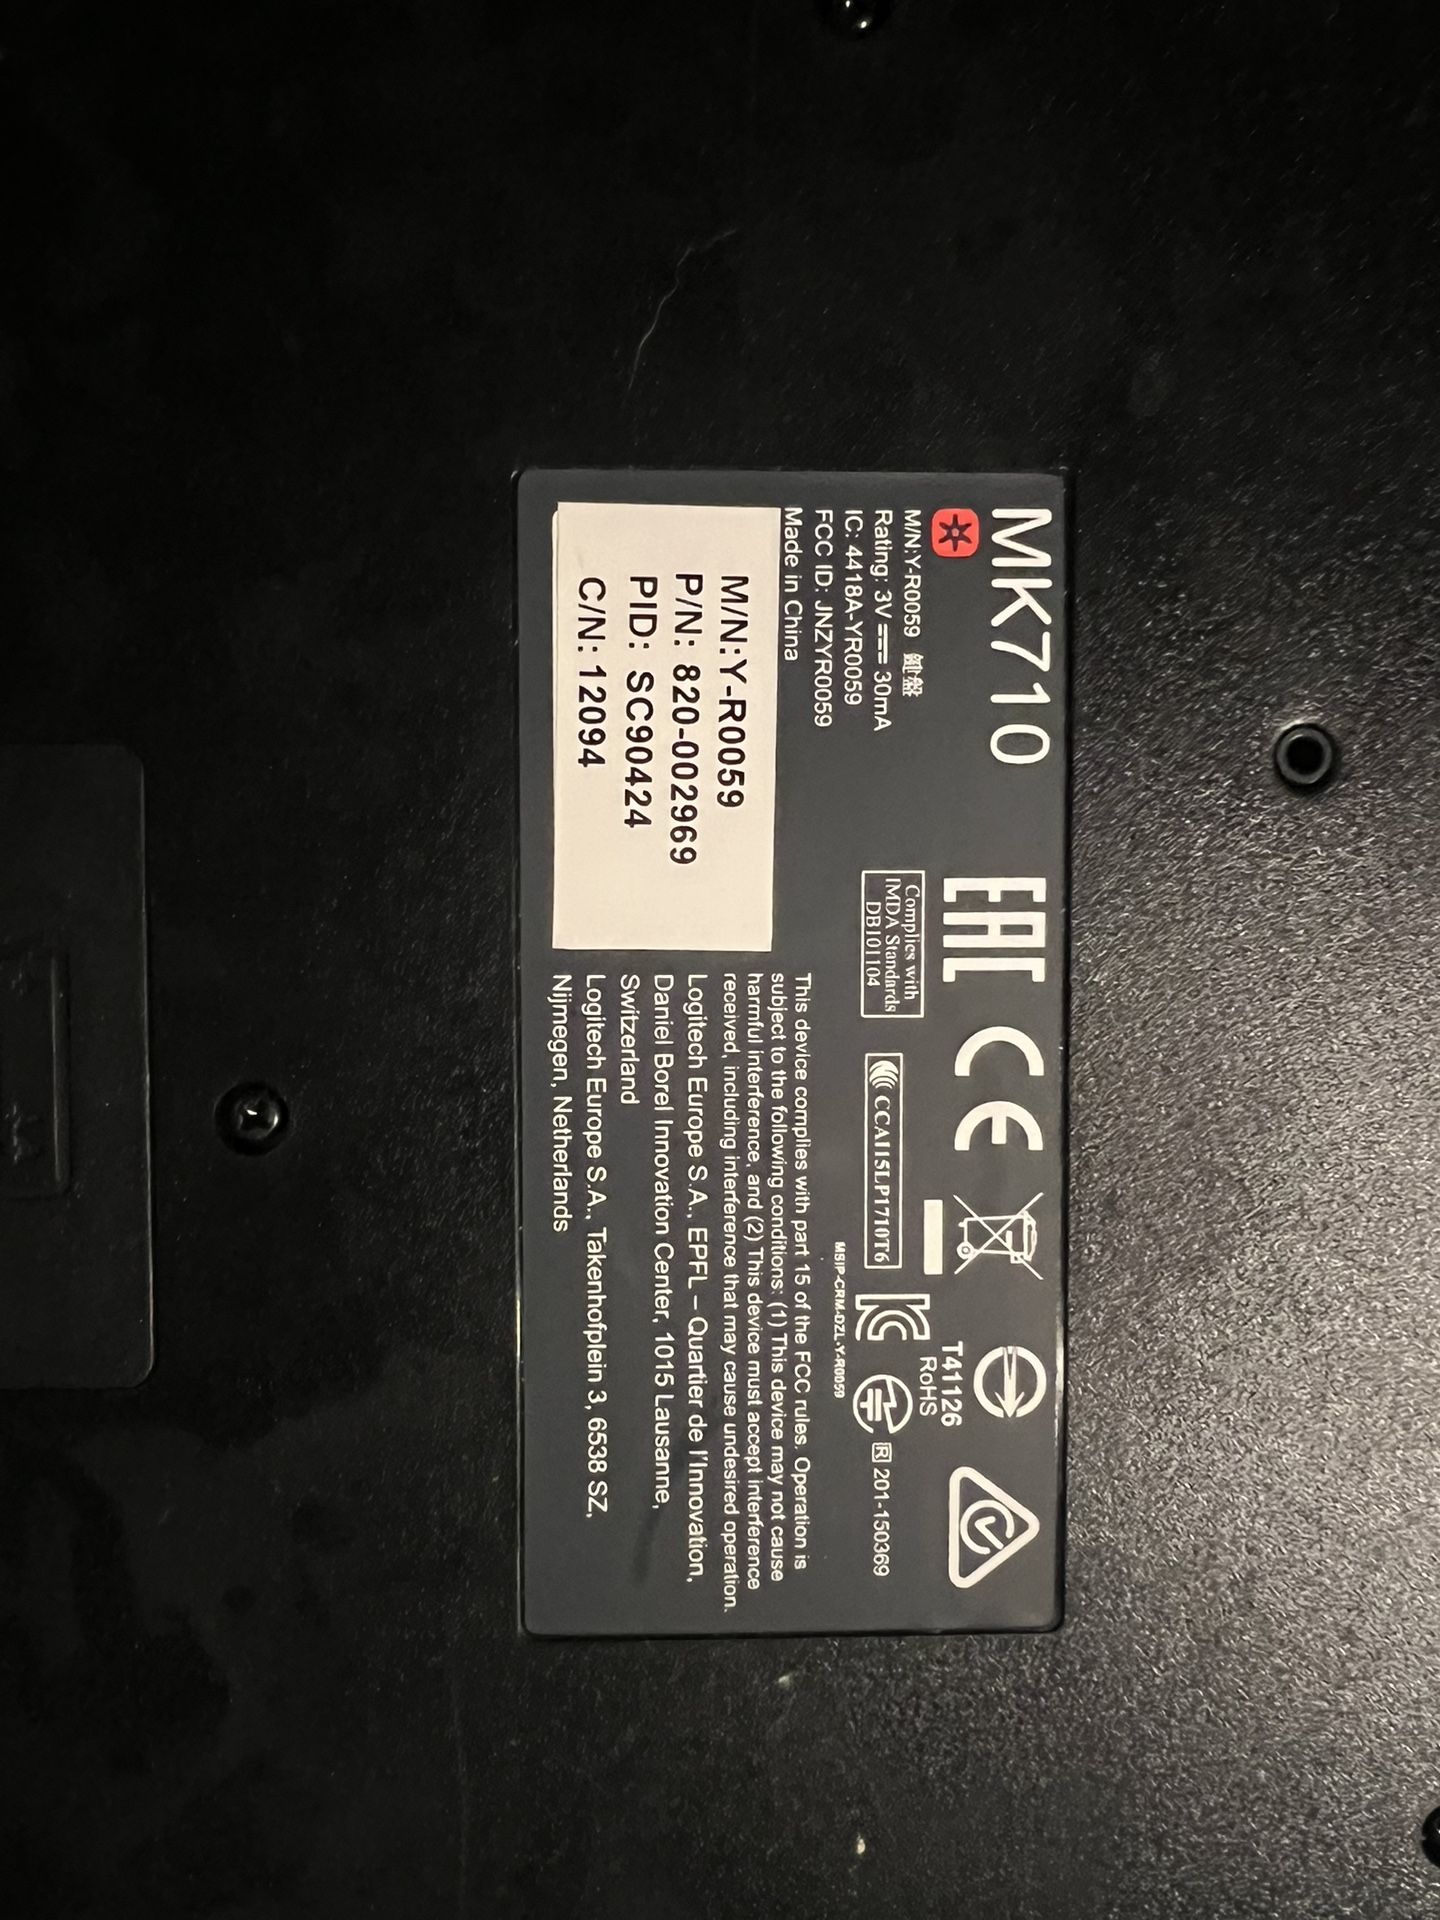 MK710
M/N:Y-R0059 鍵盤
Rating: 3V 30mA
IC: 4418A-YR0059
FCC ID: JNZYR0059
Made in China
M/N:Y-R0059
P/N: 820-002969
PID: SC90424
C/N: 12094
EAC CE
T41126
RoHS
Complies with
IMDA Standards
DB101104
CCAI15LP1710T6
R 201-150369
MSIP-CRM-DZL-Y-R0059
This device complies with part 15 of the FCC rules. Operation is
subject to the following conditions: (1) This device may not cause
harmful interference, and (2) This device must accept interference
received, including interference that may cause undesired operation.
Logitech Europe S.A., EPFL – Quartier de l'Innovation,
Daniel Borel Innovation Center, 1015 Lausanne,
Switzerland
Logitech Europe S.A., Takenhofplein 3, 6538 SZ,
Nijmegen, Netherlands